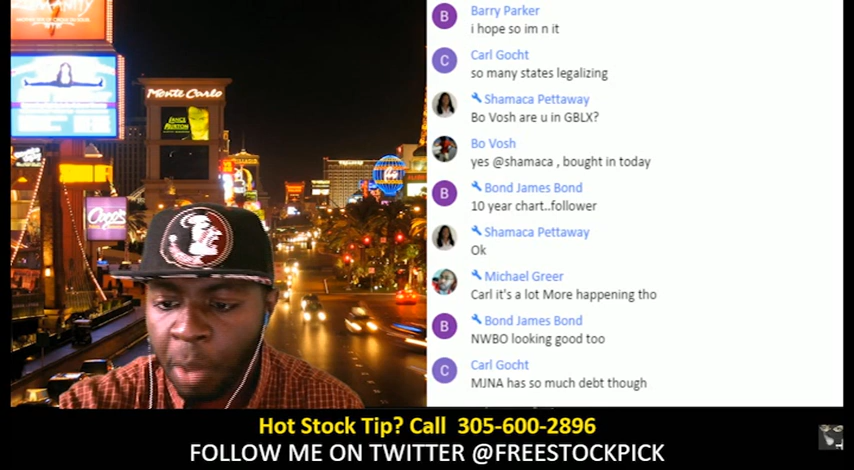 Monte Carlo
Barry Parker
i hope so im n it
Carl Gocht
so many states legalizing
Shamaca Pettaway
Bo Vosh are u in GBLX?
Bo Vosh
yes @shamaca , bought in today
Bond James Bond
10 year chart..follower
Shamaca Pettaway
Ok
Michael Greer
Carl it's a lot More happening tho
Bond James Bond
NWBO looking good too
Carl Gocht
MJNA has so much debt though
Hot Stock Tip? Call 305-600-2896
FOLLOW ME ON TWITTER @FREESTOCKPICK